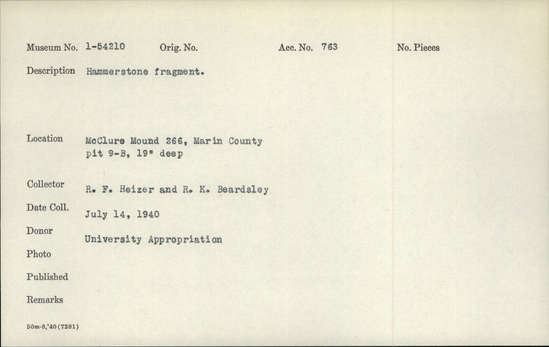 Museum No. 1-54210 Orig. No. Acc. No. 763 No. Pieces
Description Hammerstone fragment.
Location McClure Mound 266, Marin County
pit 9-B, 19" deep
Collector R. F. Heizer and R. K. Beardsley
Date Coll. July 14, 1940
Donor University Appropriation
Photo
Published
Remarks
50m-8,'40(7281)